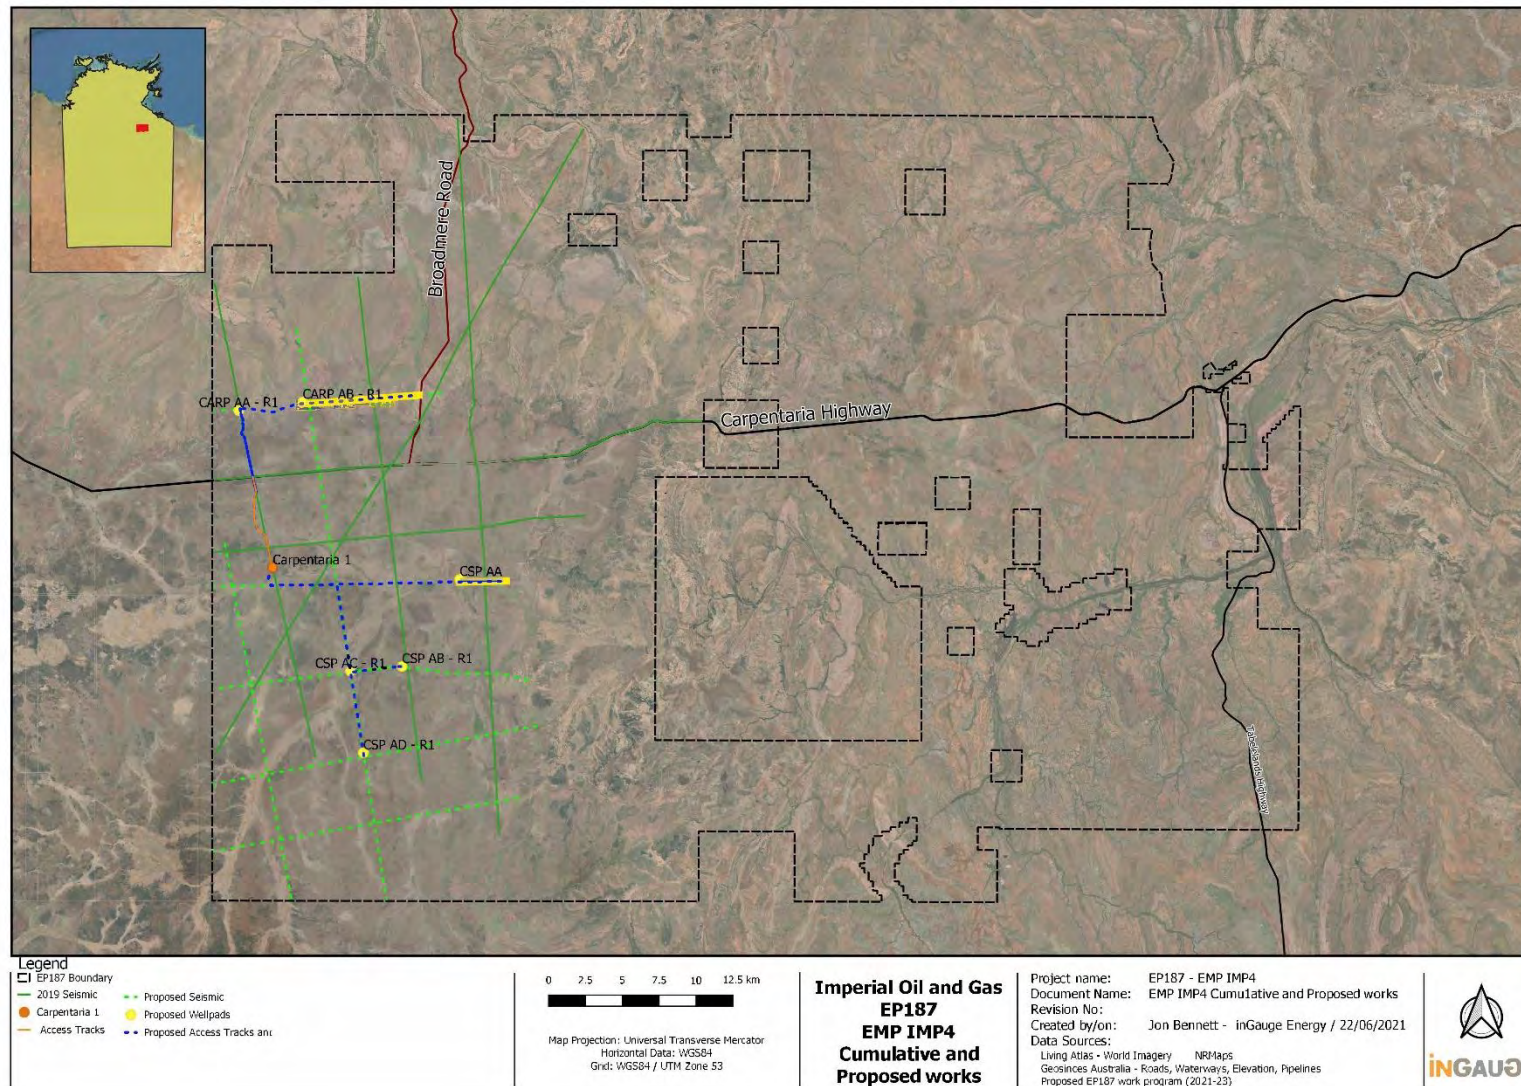 Broadmere Road
CARP AA - R1
CARP AB - R1
Carpentaria Highway
Carpentaria 1
CSP AA
CSP AC - R1
CSP AB - R1
CSP AD - R1
Tablelands Highway
Legend
EP187 Boundary
2019 Seismic
Carpentaria 1
Access Tracks
Proposed Seismic
Proposed Wellpads
Proposed Access Tracks and
0 7.5 5 7.5 10 12.5 km
Map Projection: Universal Transverse Mercator
Horizontal Data: WGS84
Grid: WGS84 / UTM Zone 53
Imperial Oil and Gas
EP187
EMP IMP4
Cumulative and
Proposed works
Project name: EP187 - EMP IMP4
Document Name: EMP IMP4 Cumu1ative and Proposed works
Revision No:
Created by/on: Jon Bennett - inGauge Energy / 22/06/2021
Data Sources:
Living Atlas - World Imagery NRMaps
Geosinces Australia - Roads, Waterways, Elevation, Pipelines
Proposed EP187 work program (2021-23)
INGAUG